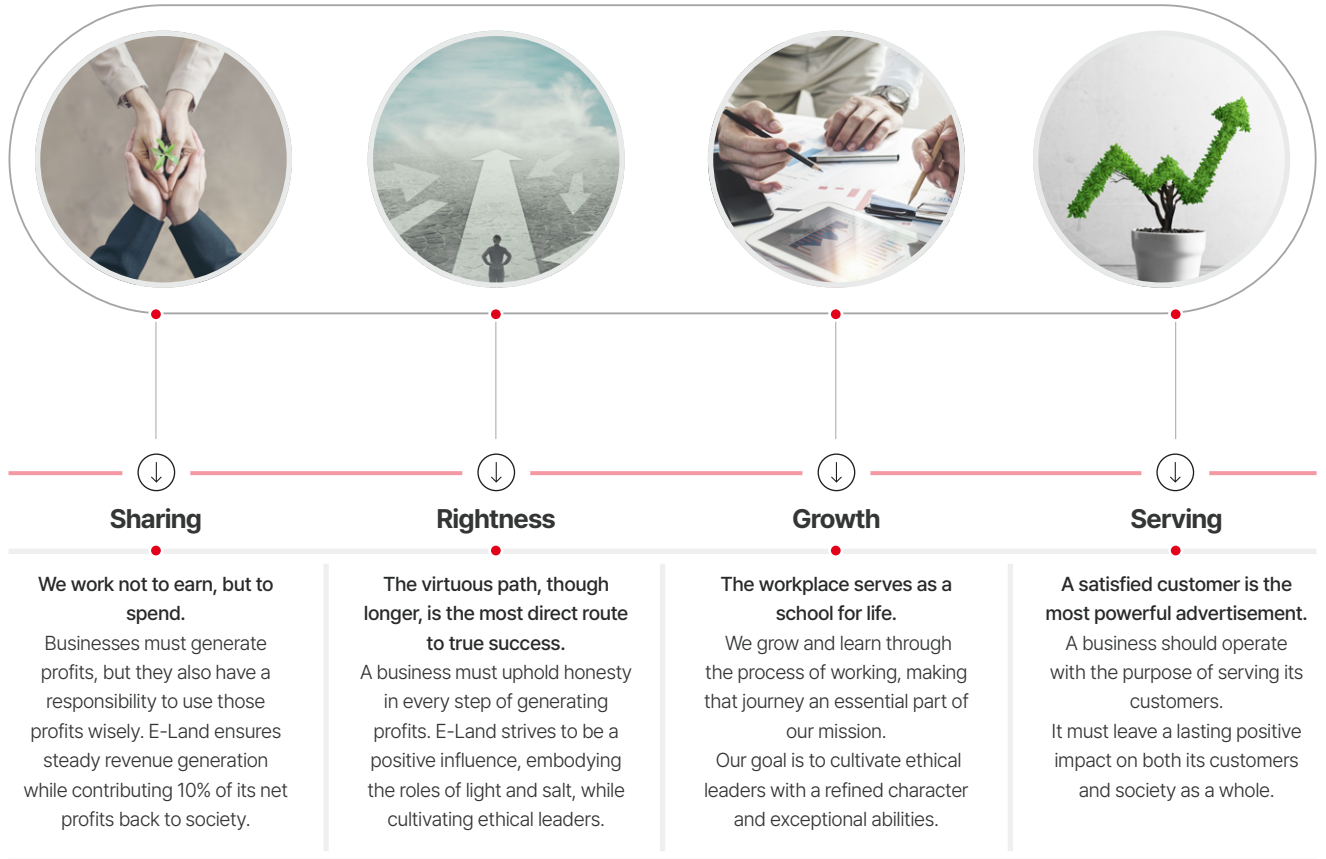 Sharing
We work not to earn, but to
spend.
Businesses must generate
profits, but they also have a
responsibility to use those
profits wisely. E-Land ensures
steady revenue generation
while contributing 10% of its net
profits back to society.
Rightness
The virtuous path, though
longer, is the most direct route
to true success.
A business must uphold honesty
in every step of generating
profits. E-Land strives to be a
positive influence, embodying
the roles of light and salt, while
cultivating ethical leaders.
Growth
The workplace serves as a
school for life.
We grow and learn through
the process of working, making
that journey an essential part of
our mission.
Our goal is to cultivate ethical
leaders with a refined character
and exceptional abilities.
Serving
A satisfied customer is the
most powerful advertisement.
A business should operate
with the purpose of serving its
customers.
It must leave a lasting positive
impact on both its customers
and society as a whole.